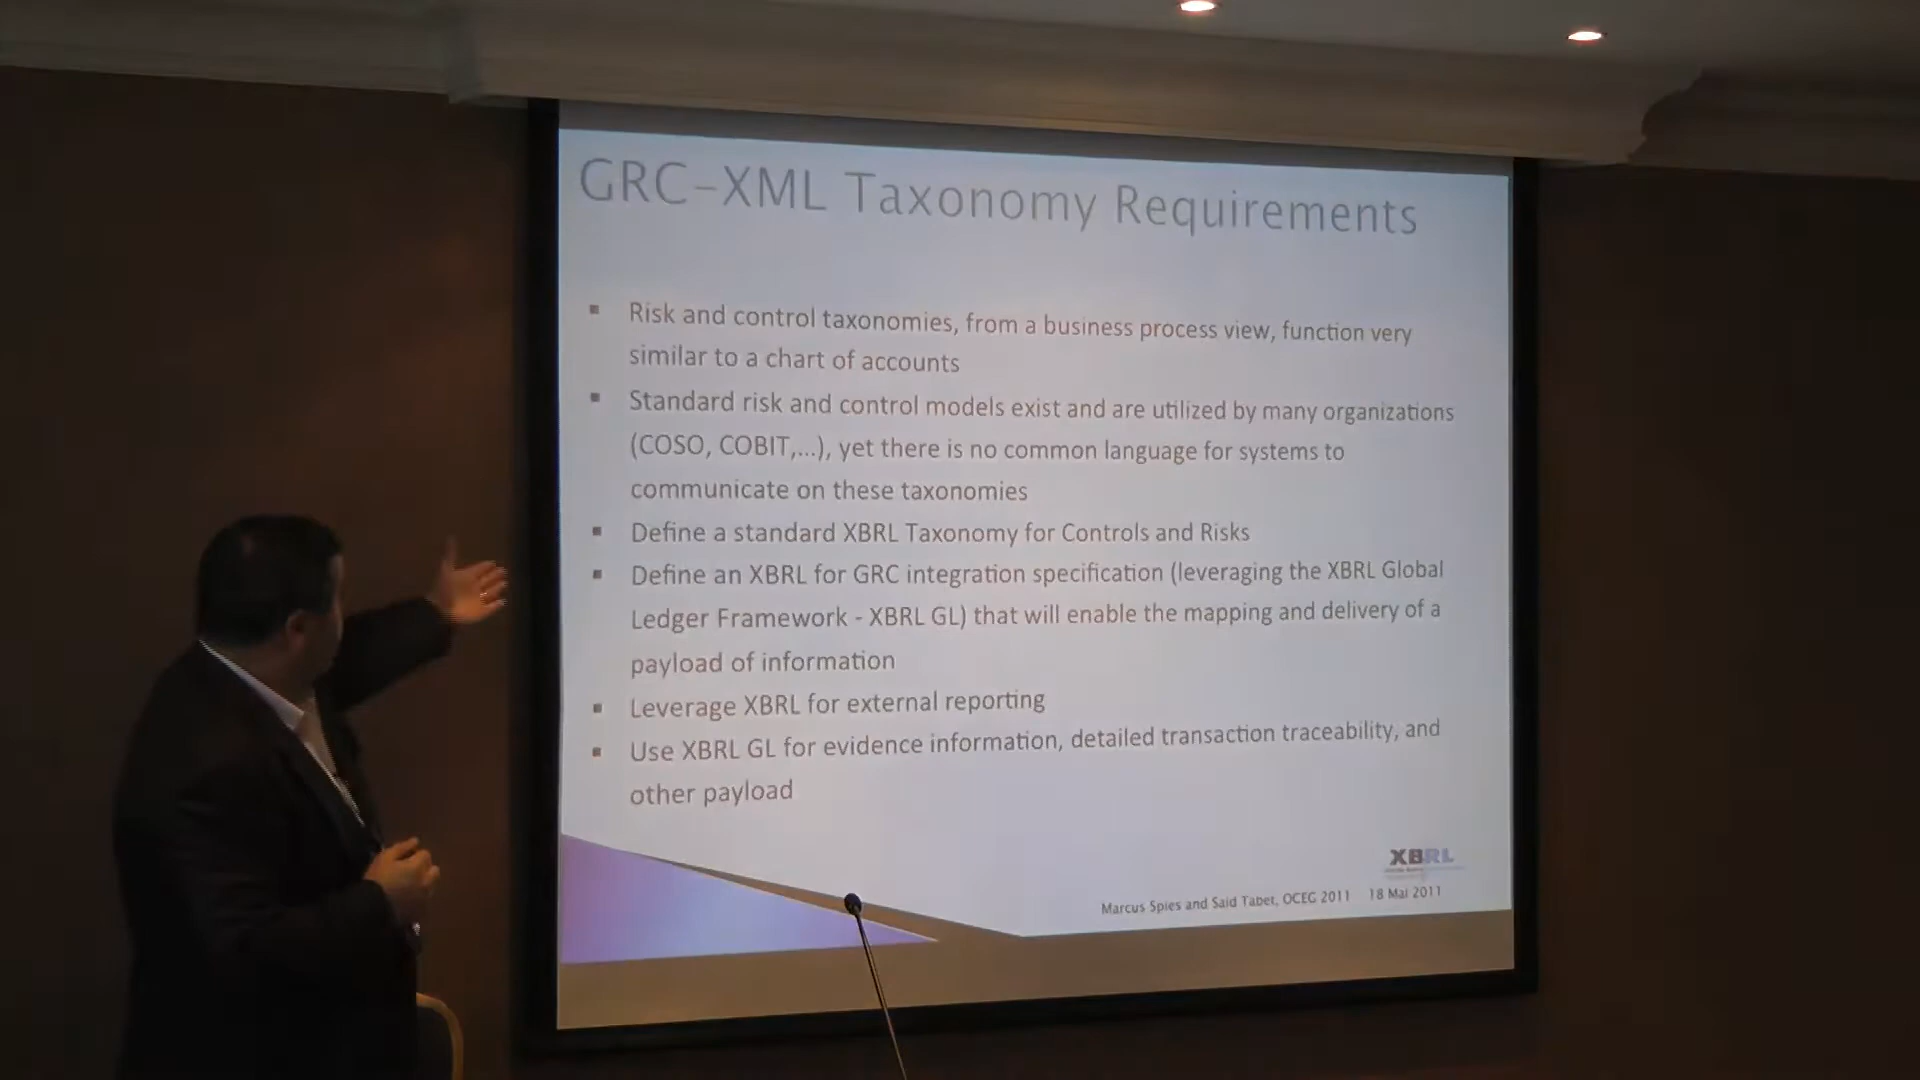 GRC-XML Taxonomy Requirements
▪ Risk and control taxonomies, from a business process view, function very
similar to a chart of accounts
▪ Standard risk and control models exist and are utilized by many organizations
(COSO, COBIT,...), yet there is no common language for systems to
communicate on these taxonomies
▪ Define a standard XBRL Taxonomy for Controls and Risks
▪ Define an XBRL for GRC integration specification (leveraging the XBRL Global
Ledger Framework - XBRL GL) that will enable the mapping and delivery of a
payload of information
▪ Leverage XBRL for external reporting
▪ Use XBRL GL for evidence information, detailed transaction traceability, and
other payload
XBRL
Marcus Spies and Said Tabet, OCEG 2011 18 Mai 2011